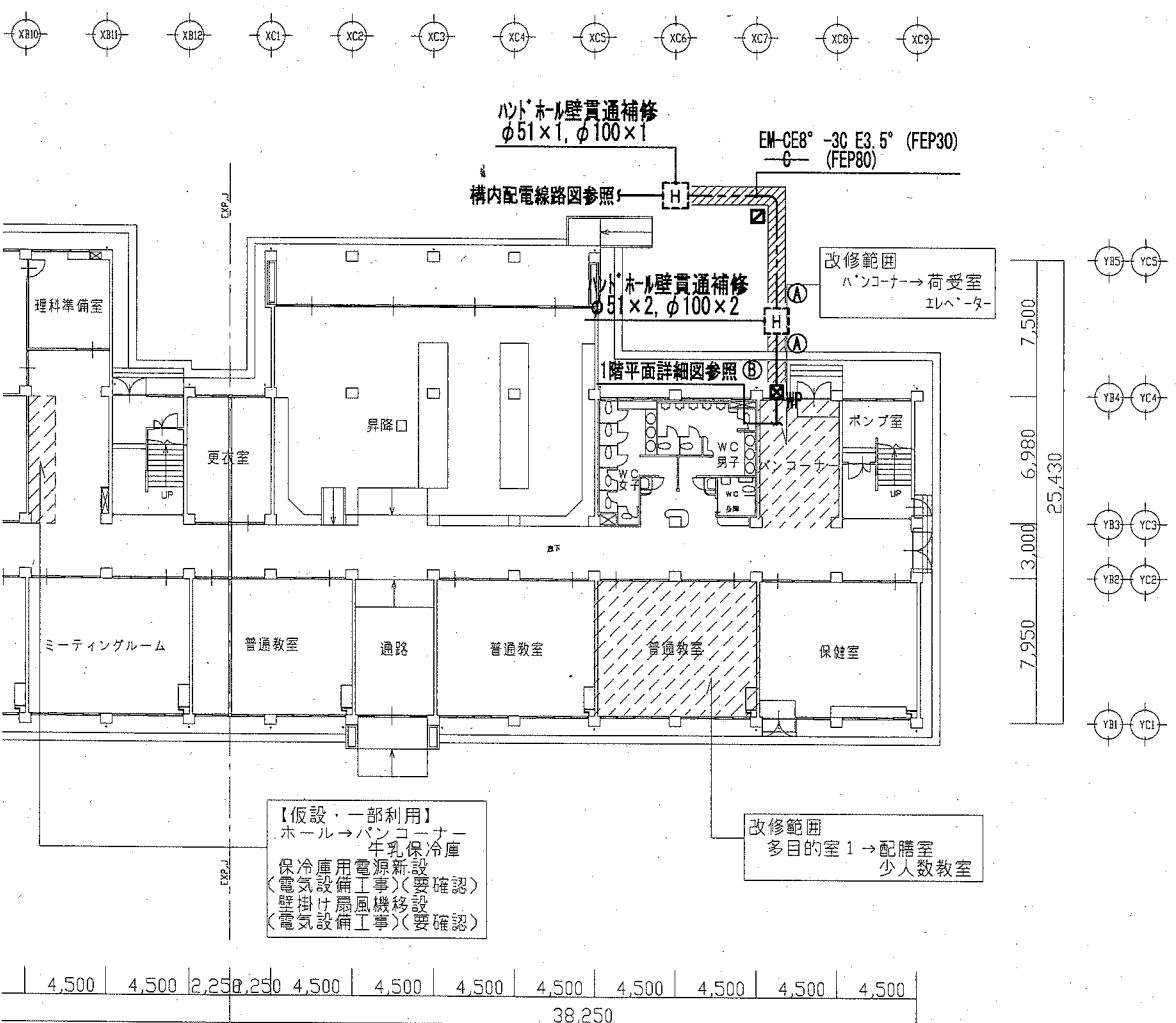 XB10 XB11 XB12 XC1 XC2 XC3 XC4 XC5 XC6 XC7 XC8 XC9
ハンドホール壁貫通補修
φ51×1, φ100×1
EM-CE8° -3C E3.5° (FEP30)
(FEP80)
構内配電線路図参照
H
EXP.J
改修範囲
パンコーナー→荷受室
エレベーター
YB5 YC5
理科準備室
ハンドホール壁貫通補修
φ51×2, φ100×2
A
H
A
7,500
1階平面詳細図参照 B
WP
YB4 YC4
昇降口
更衣室
UP
WC
男子
WC
女子
WC
パンコーナー
ポンプ室
UP
6,980
25,430
YB3 YC3
廊下
3,000
YB2 YC2
ミーティングルーム
普通教室
通路
普通教室
普通教室
保健室
7,950
YB1 YC1
【仮設・一部利用】
ホール→パンコーナー
牛乳保冷庫
保冷庫用電源新設
(電気設備工事)(要確認)
壁掛け扇風機移設
(電気設備工事)(要確認)
EXP.J
改修範囲
多目的室1→配膳室
少人数教室
4,500 4,500 2,250 2,250 4,500 4,500 4,500 4,500 4,500 4,500 4,500 4,500
38,250